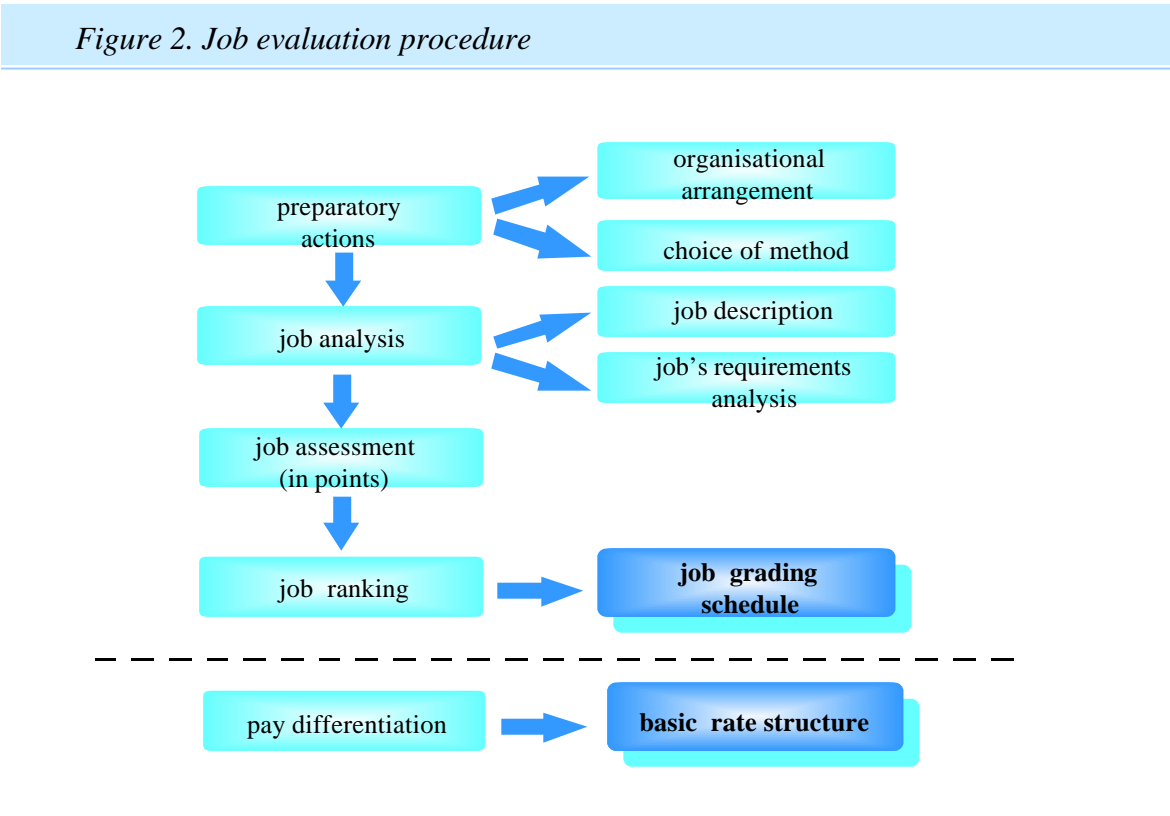 Figure 2. Job evaluation procedure
preparatory
actions
organisational
arrangement
choice of method
job analysis
job description
job’s requirements
analysis
job assessment
(in points)
job ranking
job grading
schedule
pay differentiation
basic rate structure